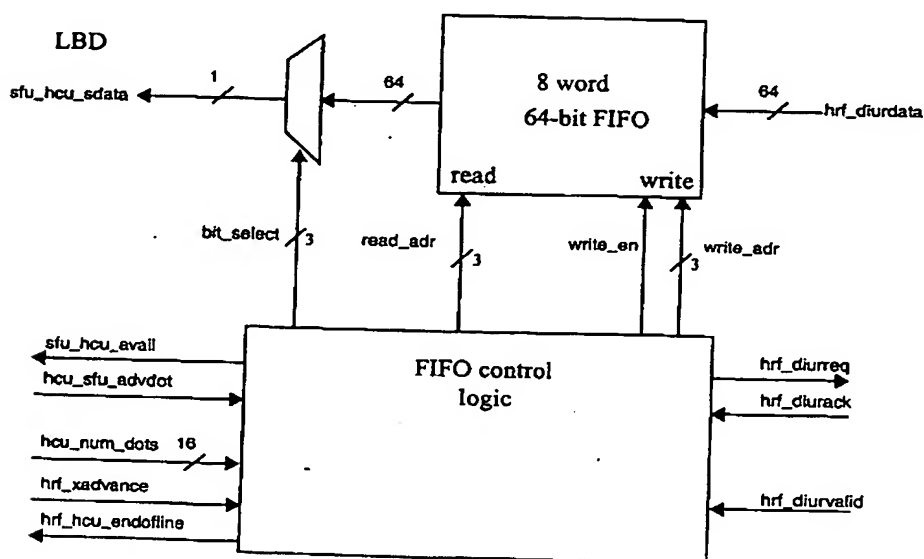 LBD
sfu_hcu_sdata
1
64
8 word
64-bit FIFO
64
hrf_diurdata
read
write
bit_select
3
read_adr
3
write_en
write_adr
3
sfu_hcu_avail
hcu_sfu_advdot
hcu_num_dots
16
hrf_xadvance
hrf_hcu_endofline
FIFO control
logic
hrf_diurreq
hrf_diurack
hrf_diurvalid